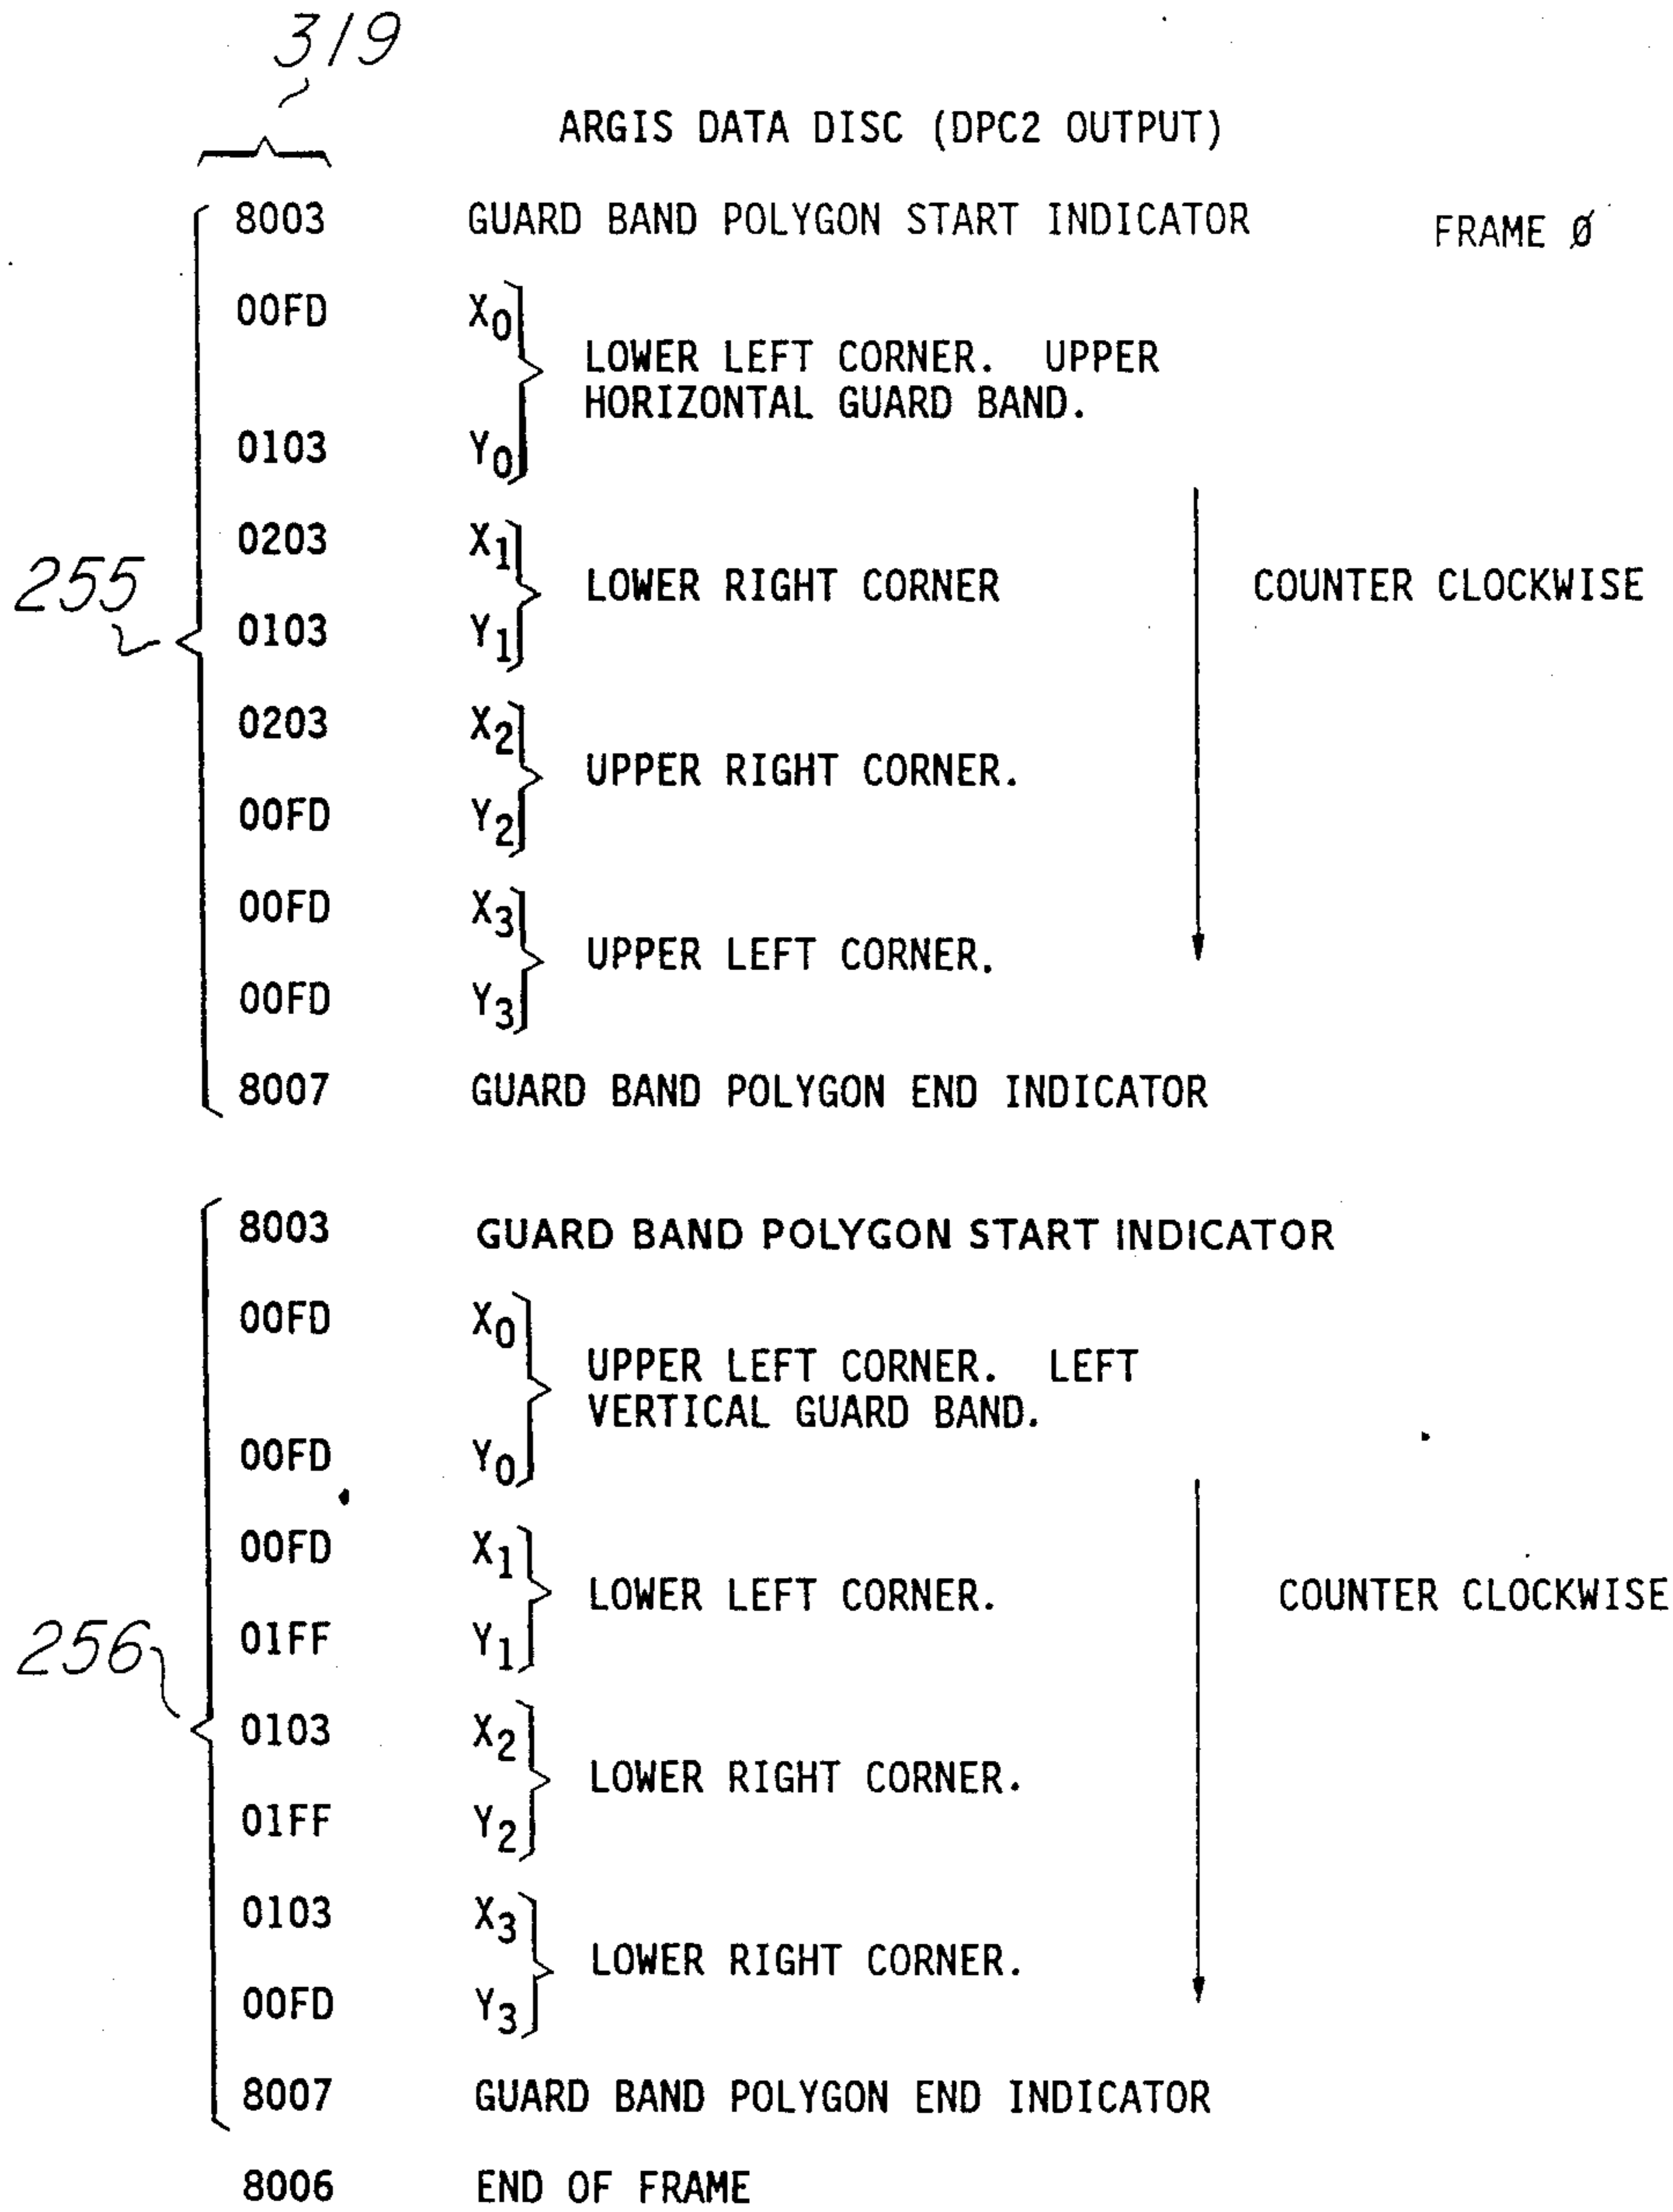 319
ARGIS DATA DISC (DPC2 OUTPUT)
8003 GUARD BAND POLYGON START INDICATOR FRAME Ø
00FD X0
LOWER LEFT CORNER. UPPER
HORIZONTAL GUARD BAND.
0103 Y0
0203 X1
255 LOWER RIGHT CORNER COUNTER CLOCKWISE
0103 Y1
0203 X2
UPPER RIGHT CORNER.
00FD Y2
00FD X3
UPPER LEFT CORNER.
00FD Y3
8007 GUARD BAND POLYGON END INDICATOR
8003 GUARD BAND POLYGON START INDICATOR
00FD X0
UPPER LEFT CORNER. LEFT
VERTICAL GUARD BAND.
00FD Y0
00FD X1
LOWER LEFT CORNER. COUNTER CLOCKWISE
01FF Y1
256
0103 X2
LOWER RIGHT CORNER.
01FF Y2
0103 X3
LOWER RIGHT CORNER.
00FD Y3
8007 GUARD BAND POLYGON END INDICATOR
8006 END OF FRAME